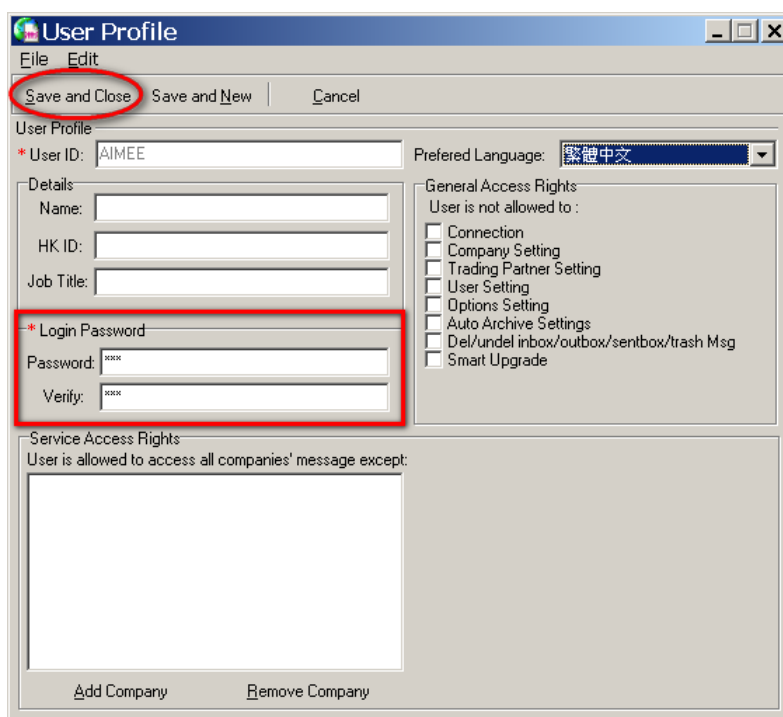 User Profile
File Edit
Save and Close Save and New Cancel
User Profile
* User ID: AIMEE
Prefered Language: 繁體中文
Details
Name:
HK ID:
Job Title:
General Access Rights
User is not allowed to :
Connection
Company Setting
Trading Partner Setting
User Setting
Options Setting
Auto Archive Settings
Del/undel inbox/outbox/sentbox/trash Msg
Smart Upgrade
* Login Password
Password: ***
Verify: ***
Service Access Rights
User is allowed to access all companies' message except:
Add Company Remove Company